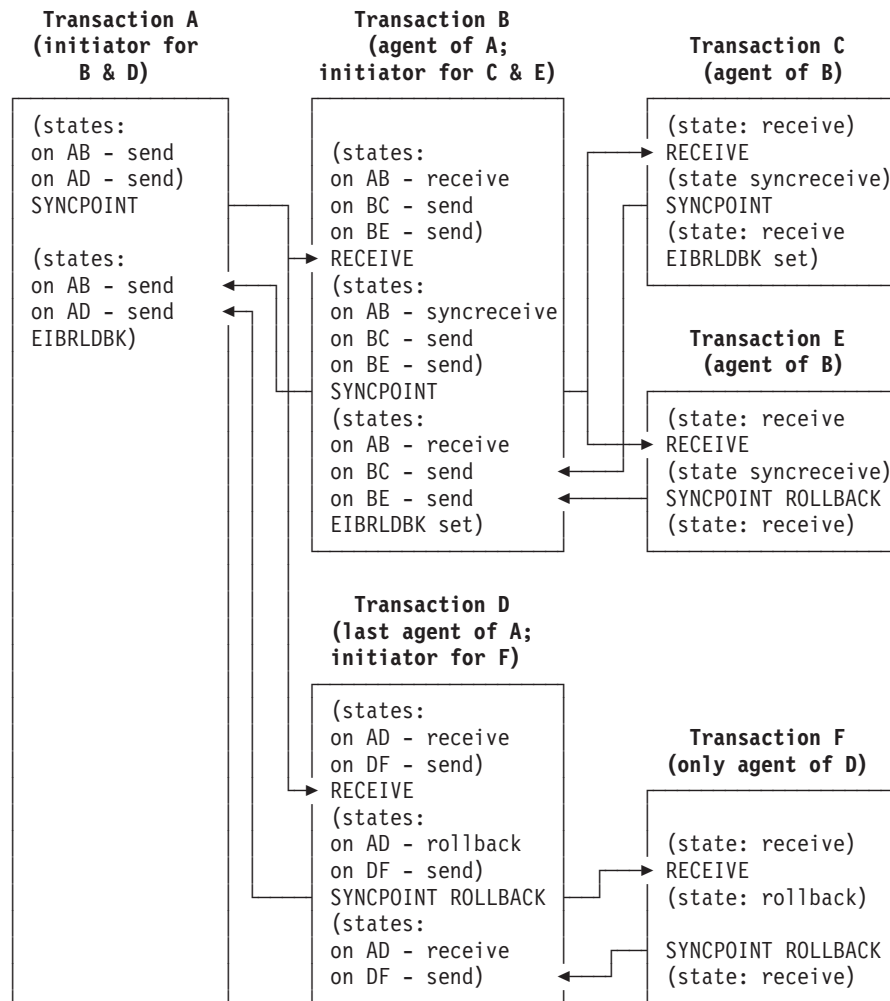 Transaction A
(initiator for
B & D)
(states:
on AB – send
on AD – send)
SYNCPOINT
(states:
on AB – send
on AD – send
EIBRLDBK)
Transaction B
(agent of A;
initiator for C & E)
(states:
on AB – receive
on BC – send
on BE – send)
RECEIVE
(states:
on AB – syncreceive
on BC – send
on BE – send)
SYNCPOINT
(states:
on AB – receive
on BC – send
on BE – send
EIBRLDBK set)
Transaction C
(agent of B)
(state: receive)
RECEIVE
(state syncreceive)
SYNCPOINT
(state: receive
EIBRLDBK set)
Transaction E
(agent of B)
(state: receive
RECEIVE
(state syncreceive)
SYNCPOINT ROLLBACK
(state: receive)
Transaction D
(last agent of A;
initiator for F)
(states:
on AD – receive
on DF – send)
RECEIVE
(states:
on AD – rollback
on DF – send)
SYNCPOINT ROLLBACK
(states:
on AD – receive
on DF – send)
Transaction F
(only agent of D)
(state: receive)
RECEIVE
(state: rollback)
SYNCPOINT ROLLBACK
(state: receive)